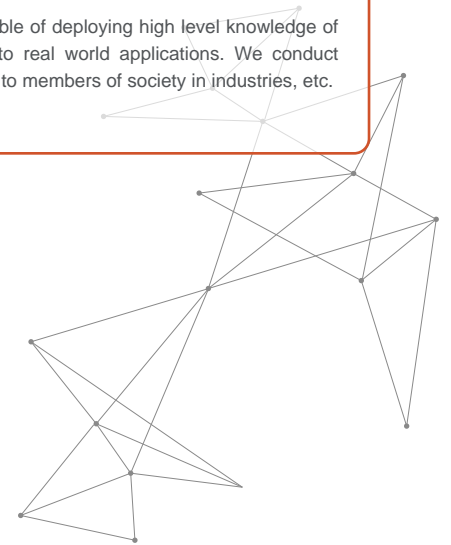 ble of deploying high level knowledge of
to real world applications. We conduct
to members of society in industries, etc.